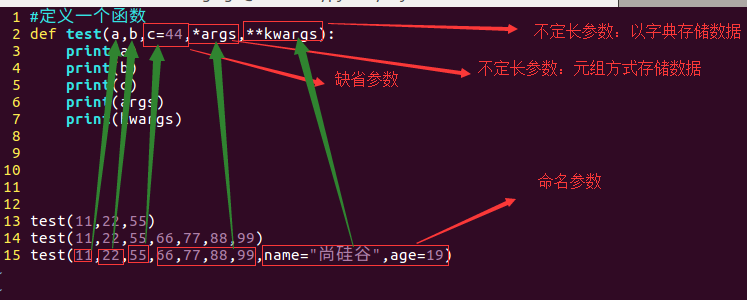 1 #定义一个函数
2 def test(a,b,c=44,*args,**kwargs):
不定长参数：以字典存储数据
3 print(a)
4 print(b)
不定长参数：元组方式存储数据
5 print(c)
缺省参数
6 print(args)
7 print(kwargs)
8
9
10
11
命名参数
12
13 test(11,22,55)
14 test(11,22,55,66,77,88,99)
15 test(11,22,55,66,77,88,99,name="尚硅谷",age=19)